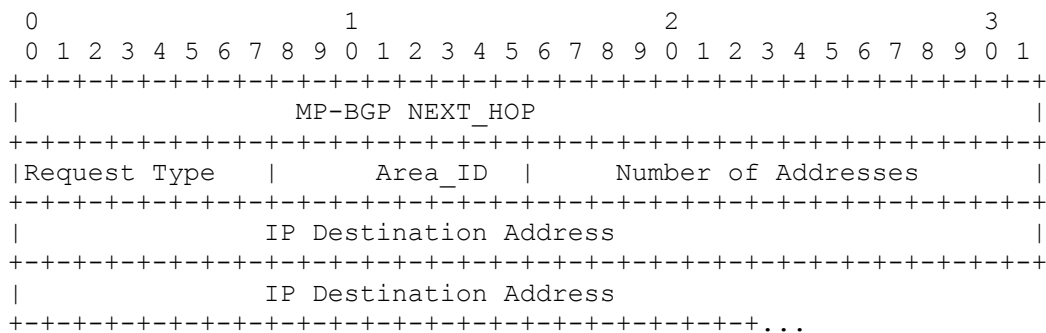 0                   1                   2                   3
 0 1 2 3 4 5 6 7 8 9 0 1 2 3 4 5 6 7 8 9 0 1 2 3 4 5 6 7 8 9 0 1
+-+-+-+-+-+-+-+-+-+-+-+-+-+-+-+-+-+-+-+-+-+-+-+-+-+-+-+-+-+-+-+-+
|                 MP-BGP NEXT_HOP                               |
+-+-+-+-+-+-+-+-+-+-+-+-+-+-+-+-+-+-+-+-+-+-+-+-+-+-+-+-+-+-+-+-+
|Request Type   |      Area_ID  |     Number of Addresses       |
+-+-+-+-+-+-+-+-+-+-+-+-+-+-+-+-+-+-+-+-+-+-+-+-+-+-+-+-+-+-+-+-+
|               IP Destination Address                          |
+-+-+-+-+-+-+-+-+-+-+-+-+-+-+-+-+-+-+-+-+-+-+-+-+-+-+-+-+-+-+-+-+
|               IP Destination Address
+-+-+-+-+-+-+-+-+-+-+-+-+-+-+-+-+-+-+-+-+-+-+-+...